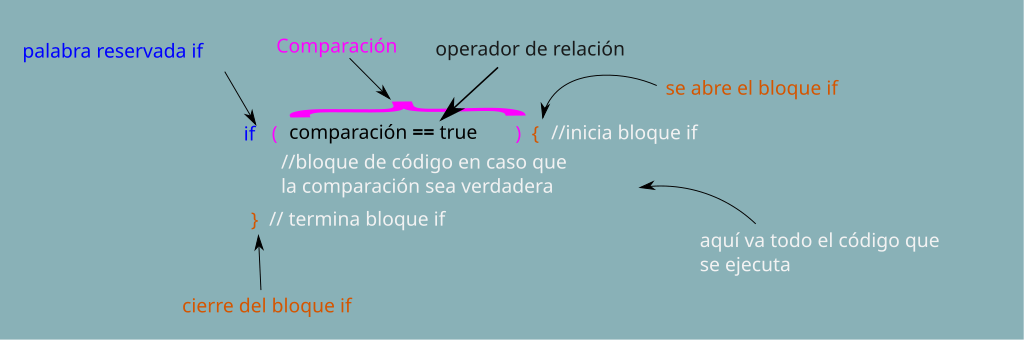 palabra reservada if
Comparación
operador de relación
se abre el bloque if
if ( comparación == true ) { //inicia bloque if
//bloque de código en caso que
la comparación sea verdadera
} // termina bloque if
aquí va todo el código que
se ejecuta
cierre del bloque if